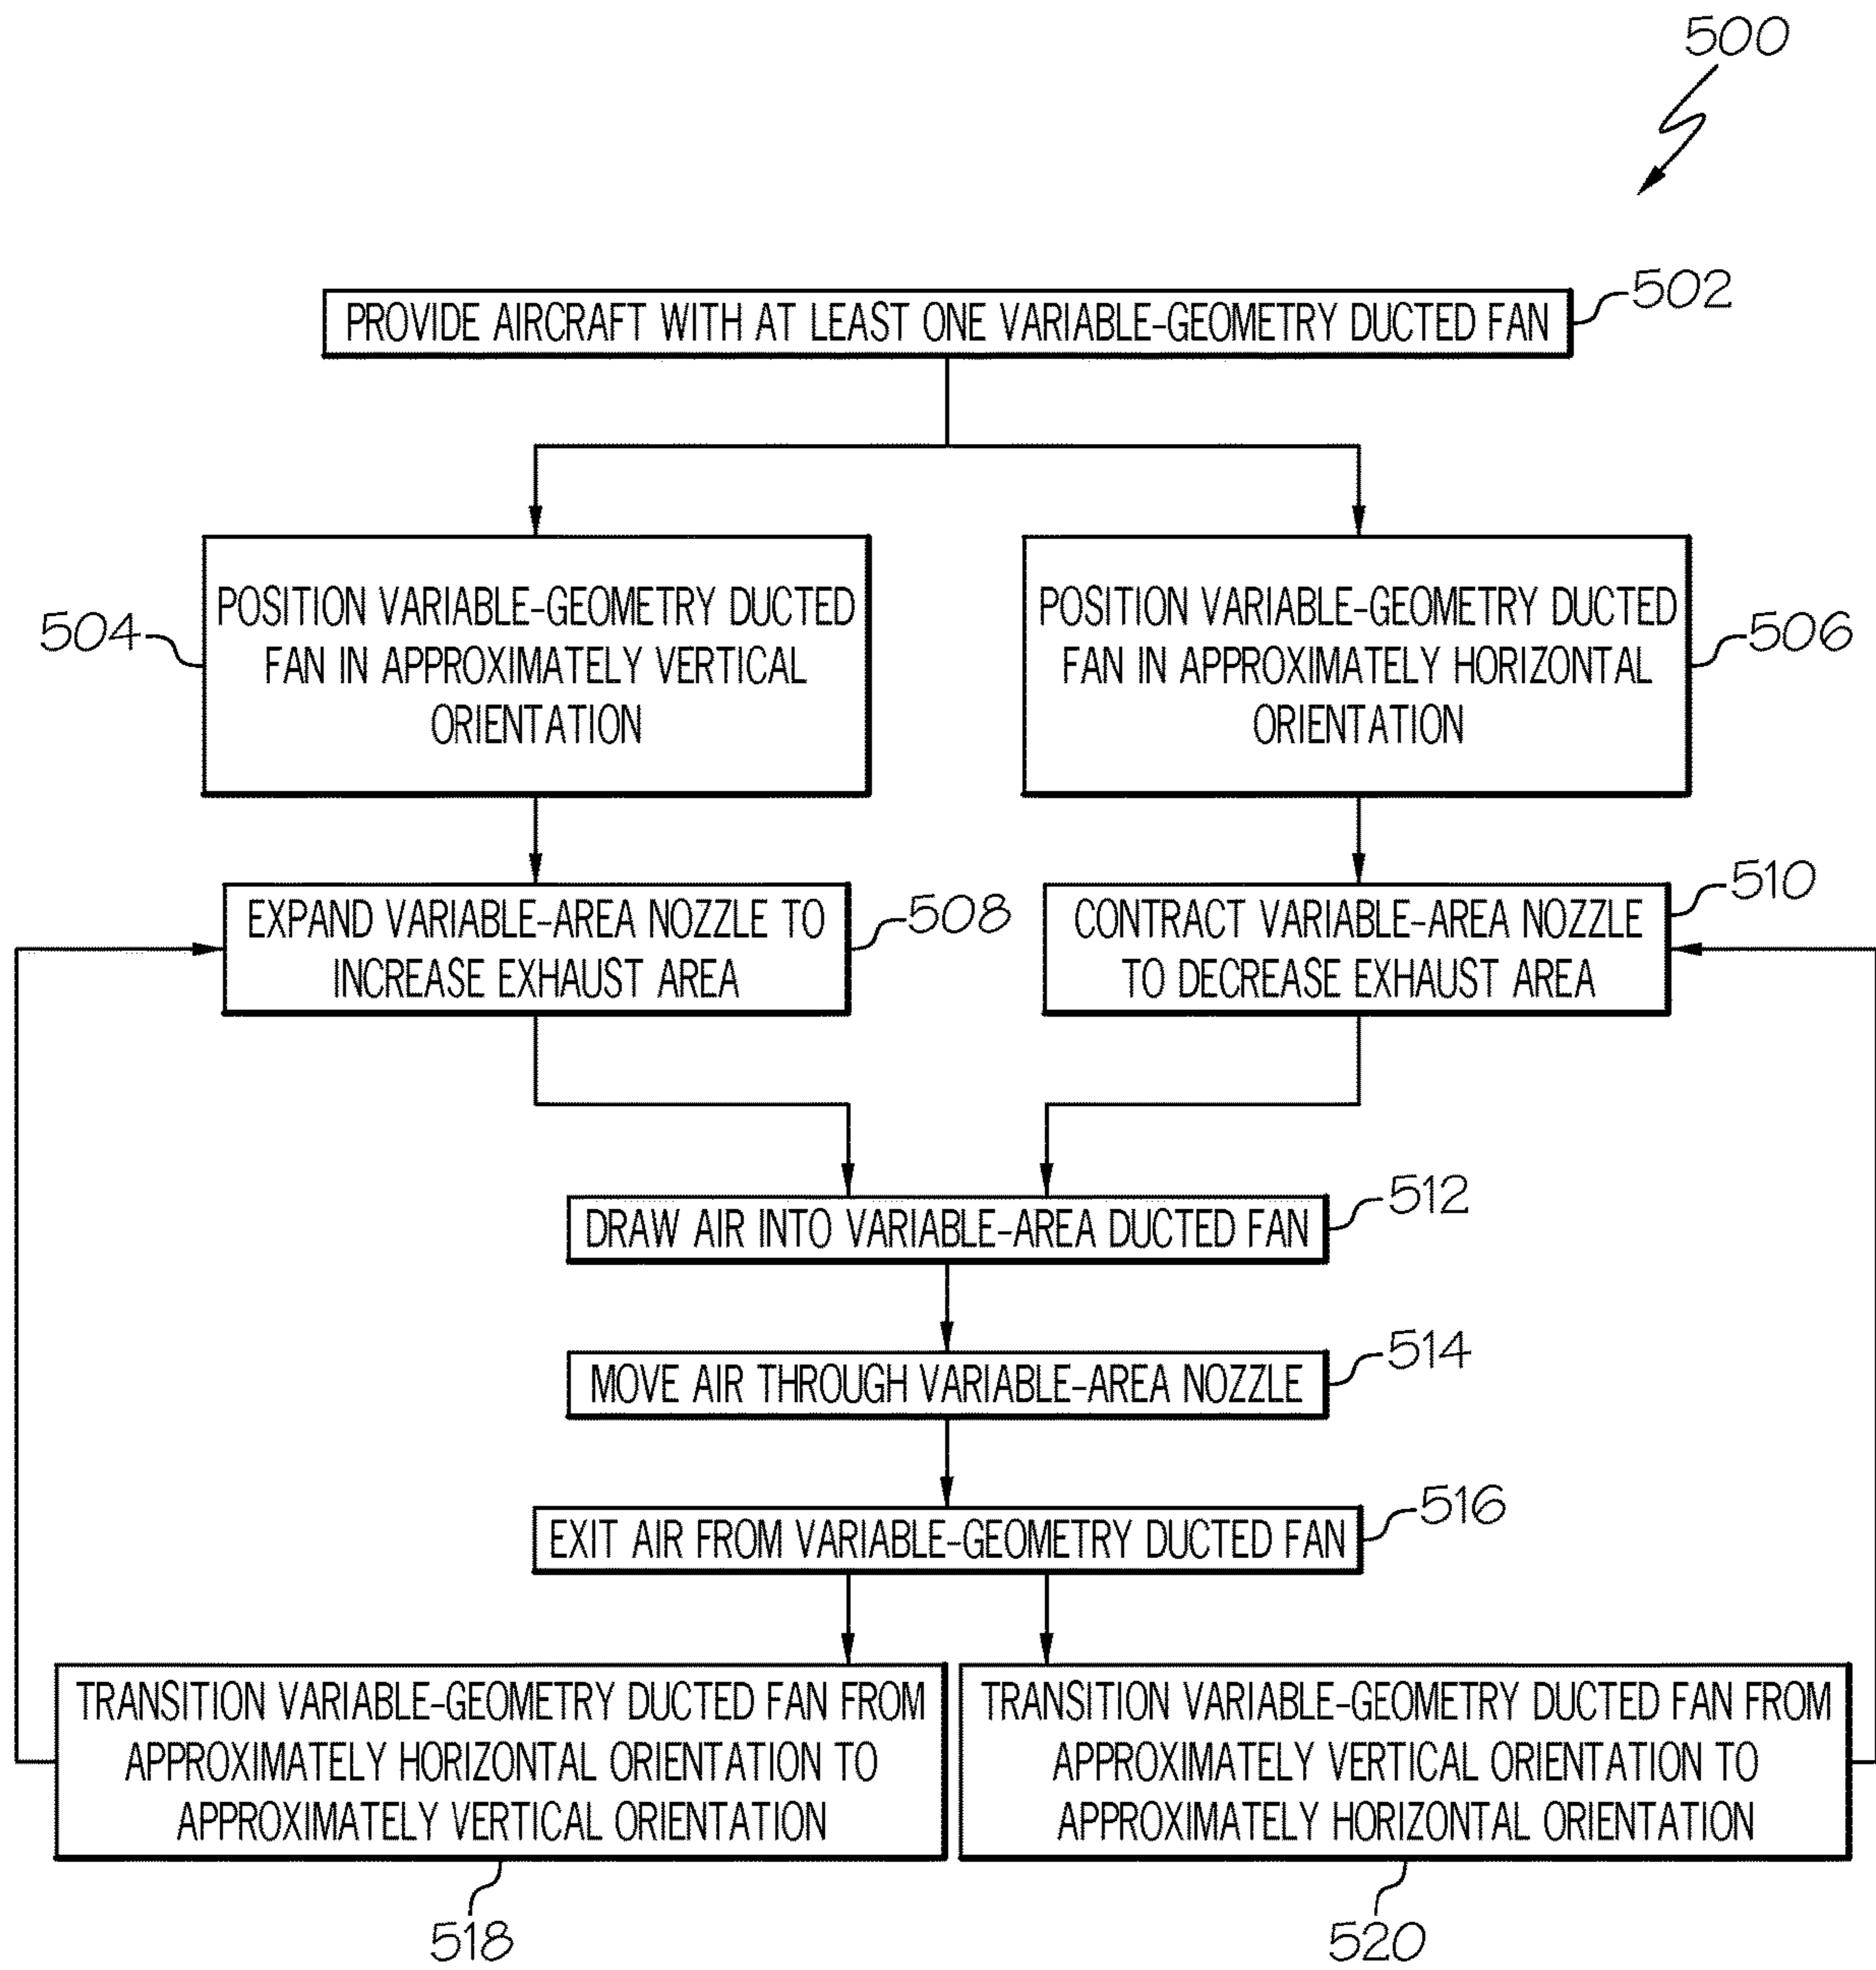 500
PROVIDE AIRCRAFT WITH AT LEAST ONE VARIABLE-GEOMETRY DUCTED FAN
502
504
POSITION VARIABLE-GEOMETRY DUCTED
FAN IN APPROXIMATELY VERTICAL
ORIENTATION
POSITION VARIABLE-GEOMETRY DUCTED
FAN IN APPROXIMATELY HORIZONTAL
ORIENTATION
506
EXPAND VARIABLE-AREA NOZZLE TO
INCREASE EXHAUST AREA
508
CONTRACT VARIABLE-AREA NOZZLE
TO DECREASE EXHAUST AREA
510
DRAW AIR INTO VARIABLE-AREA DUCTED FAN
512
MOVE AIR THROUGH VARIABLE-AREA NOZZLE
514
EXIT AIR FROM VARIABLE-GEOMETRY DUCTED FAN
516
TRANSITION VARIABLE-GEOMETRY DUCTED FAN FROM
APPROXIMATELY HORIZONTAL ORIENTATION TO
APPROXIMATELY VERTICAL ORIENTATION
518
TRANSITION VARIABLE-GEOMETRY DUCTED FAN FROM
APPROXIMATELY VERTICAL ORIENTATION TO
APPROXIMATELY HORIZONTAL ORIENTATION
520